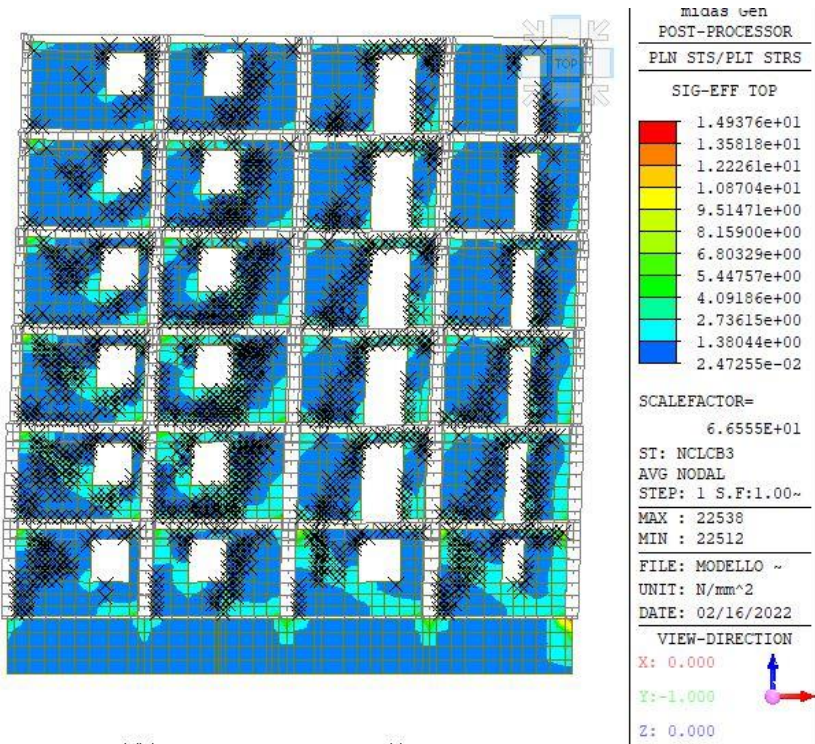 midas Gen
POST-PROCESSOR
PLN STS/PLT STRS
SIG-EFF TOP
1.49376e+01
1.35818e+01
1.22261e+01
1.08704e+01
9.51471e+00
8.15900e+00
6.80329e+00
5.44757e+00
4.09186e+00
2.73615e+00
1.38044e+00
2.47255e-02
SCALEFACTOR=
6.6555E+01
ST: NCLCB3
AVG NODAL
STEP: 1 S.F:1.00~
MAX : 22538
MIN : 22512
FILE: MODELLO ~
UNIT: N/mm^2
DATE: 02/16/2022
VIEW-DIRECTION
X: 0.000
Y:-1.000
Z: 0.000
TOP